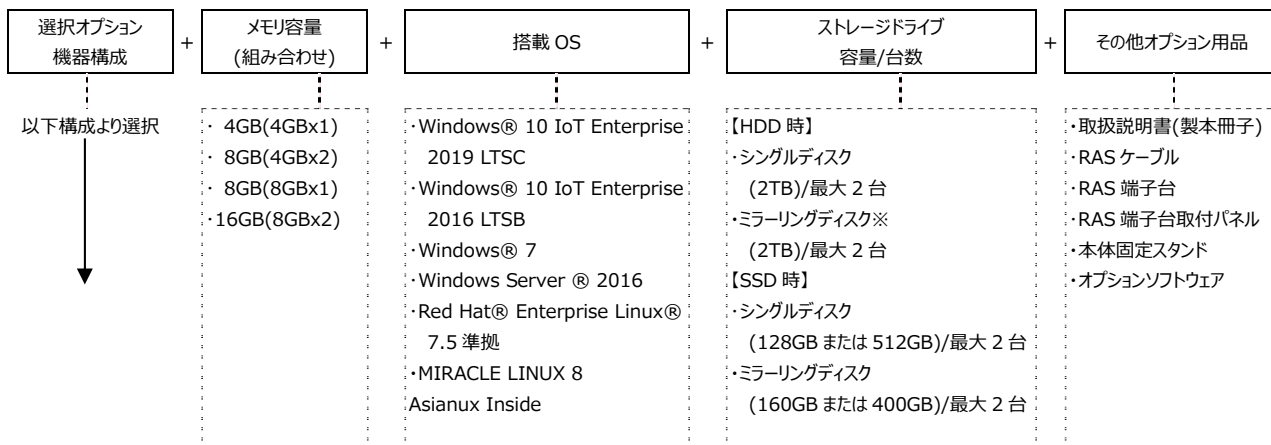 選択オプション
機器構成
+
メモリ容量
(組み合わせ)
+
搭載 OS
+
ストレージドライブ
容量/台数
+
その他オプション用品
以下構成より選択
・ 4GB(4GBx1)
・ 8GB(4GBx2)
・ 8GB(8GBx1)
・16GB(8GBx2)
・Windows® 10 IoT Enterprise
2019 LTSC
・Windows® 10 IoT Enterprise
2016 LTSB
・Windows® 7
・Windows Server ® 2016
・Red Hat® Enterprise Linux®
7.5 準拠
・MIRACLE LINUX 8
Asianux Inside
【HDD 時】
・シングルディスク
(2TB)/最大 2 台
・ミラーリングディスク※
(2TB)/最大 2 台
【SSD 時】
・シングルディスク
(128GB または 512GB)/最大 2 台
・ミラーリングディスク
(160GB または 400GB)/最大 2 台
・取扱説明書(製本冊子)
・RAS ケーブル
・RAS 端子台
・RAS 端子台取付パネル
・本体固定スタンド
・オプションソフトウェア